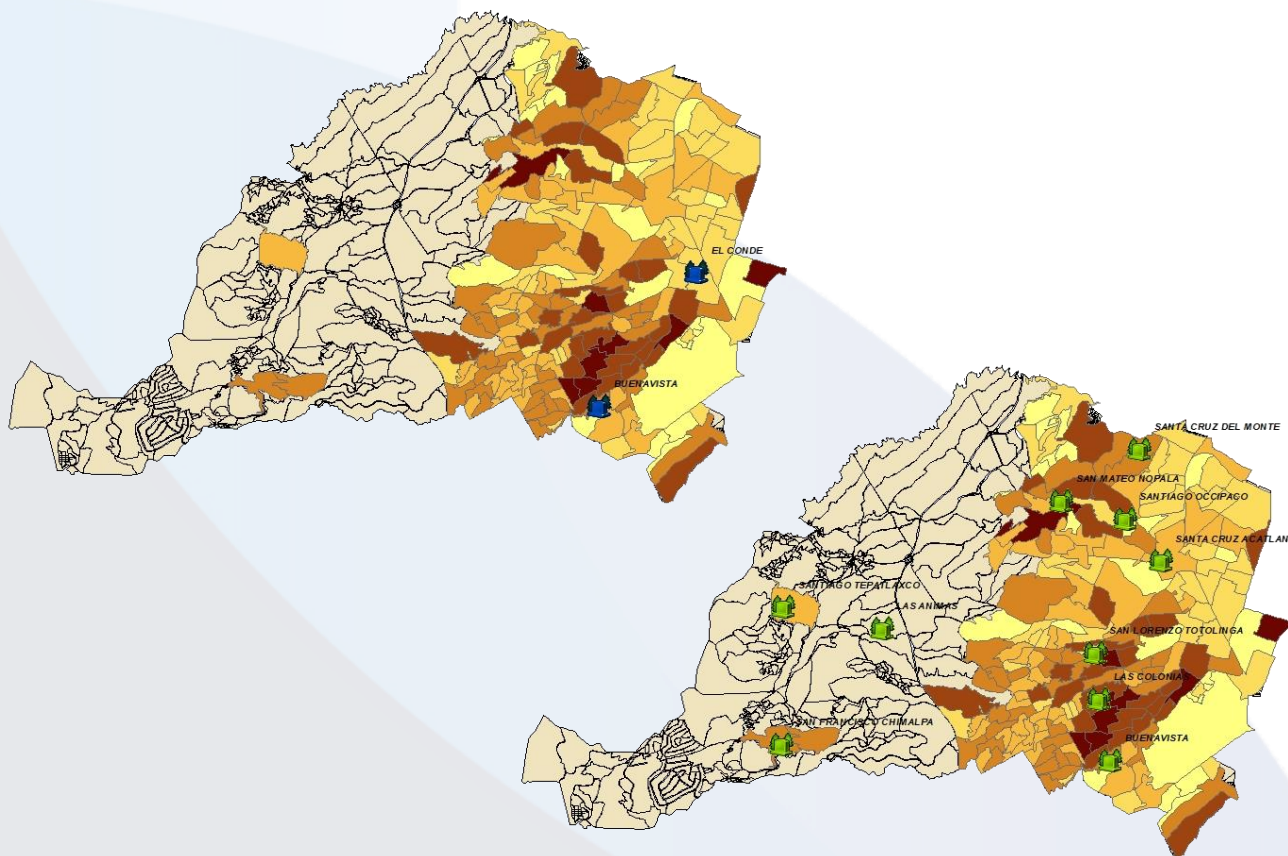 EL CONDE
BUENAVISTA
SANTA CRUZ DEL MONTE
SAN MATEO NOPALA
SANTIAGO OCCIPACO
SANTA CRUZ ACATLAN
SANTIAGO TEPATLAXCO
LAS ANIMAS
SAN LORENZO TOTOLINGA
LAS COLONIAS
SAN FRANCISCO CHIMALPA
BUENAVISTA